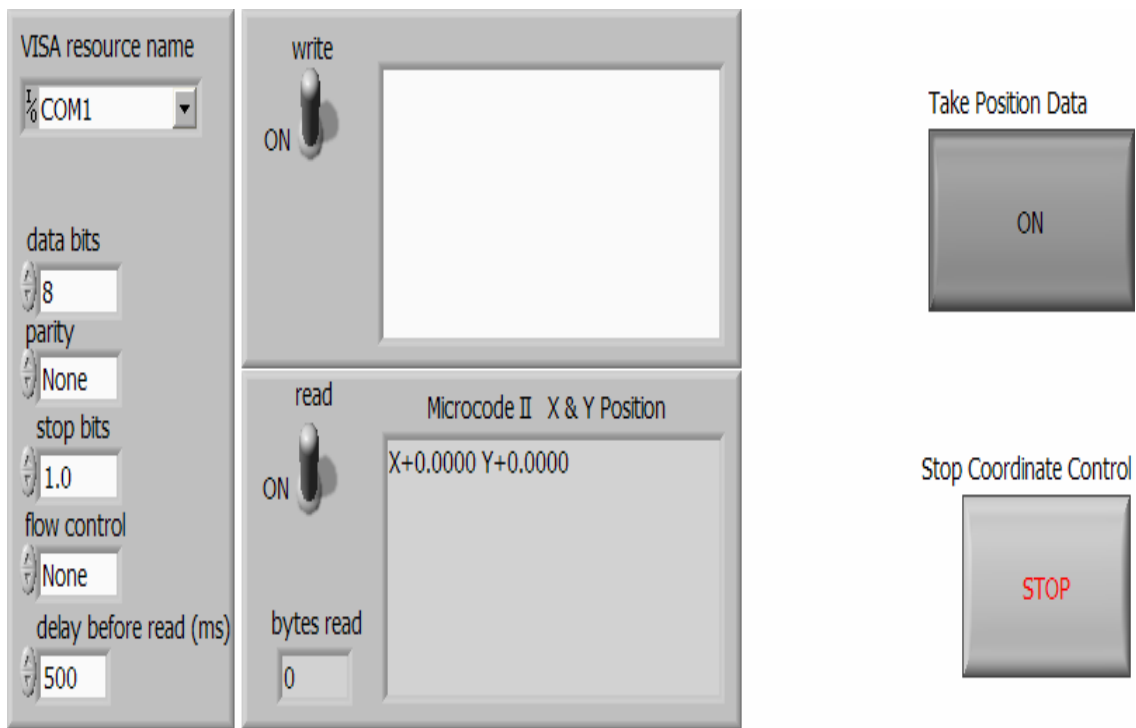 VISA resource name
I/O COM1
data bits
8
parity
None
stop bits
1.0
flow control
None
delay before read (ms)
500
write
ON
read
ON
Microcode II X & Y Position
X+0.0000 Y+0.0000
bytes read
0
Take Position Data
ON
Stop Coordinate Control
STOP